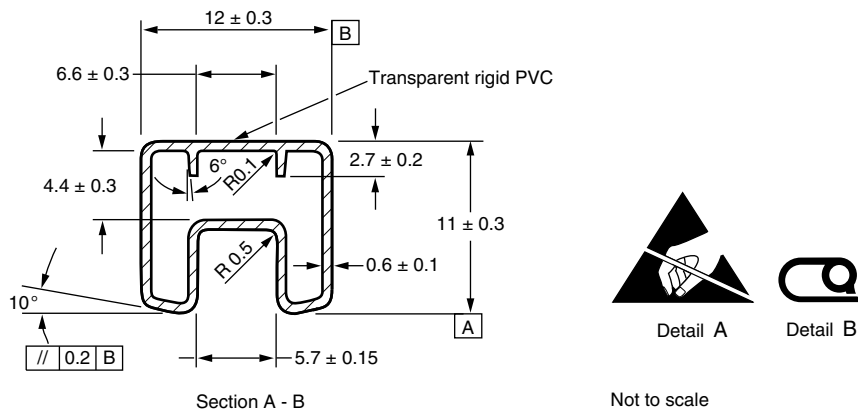 12 ± 0.3
B
6.6 ± 0.3
Transparent rigid PVC
6°
R0.1
2.7 ± 0.2
4.4 ± 0.3
11 ± 0.3
R 0.5
0.6 ± 0.1
10°
A
// 0.2 B
5.7 ± 0.15
Detail A
Detail B
Section A - B
Not to scale